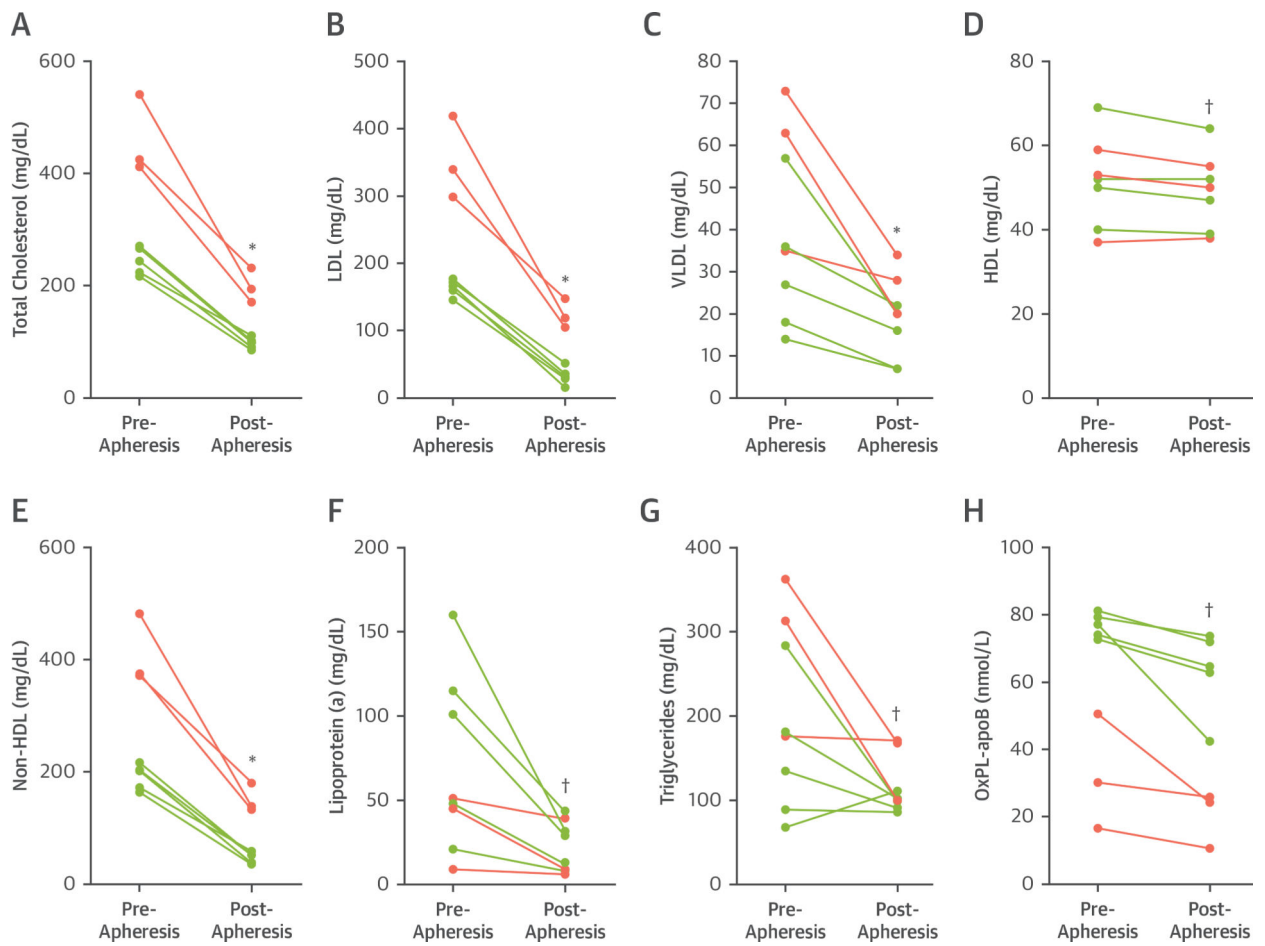 A
Total Cholesterol (mg/dL)
600
400
200
0
Pre-
Apheresis
Post-
Apheresis
*
B
LDL (mg/dL)
500
400
300
200
100
0
Pre-
Apheresis
Post-
Apheresis
*
C
VLDL (mg/dL)
80
70
60
50
40
30
20
10
0
Pre-
Apheresis
Post-
Apheresis
*
D
HDL (mg/dL)
80
60
40
20
0
Pre-
Apheresis
Post-
Apheresis
†
E
Non-HDL (mg/dL)
600
400
200
0
Pre-
Apheresis
Post-
Apheresis
*
F
Lipoprotein (a) (mg/dL)
200
150
100
50
0
Pre-
Apheresis
Post-
Apheresis
†
G
Triglycerides (mg/dL)
400
300
200
100
0
Pre-
Apheresis
Post-
Apheresis
†
H
OxPL-apoB (nmol/L)
100
80
60
40
20
0
Pre-
Apheresis
Post-
Apheresis
†